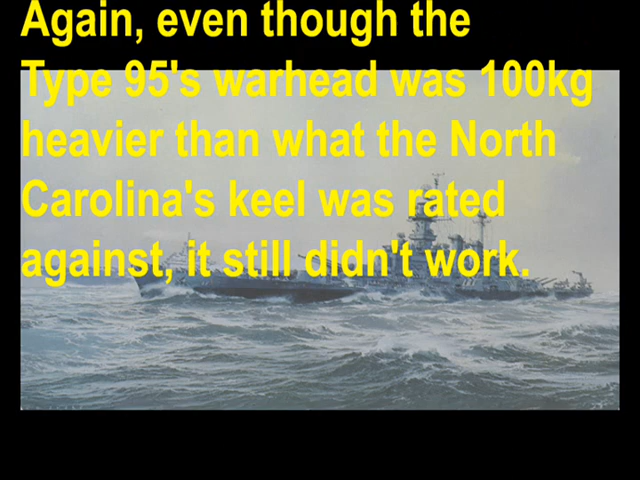 Again, even though the
Type 95's warhead was 100kg
heavier than what the North
Carolina's keel was rated
against, it still didn't work.